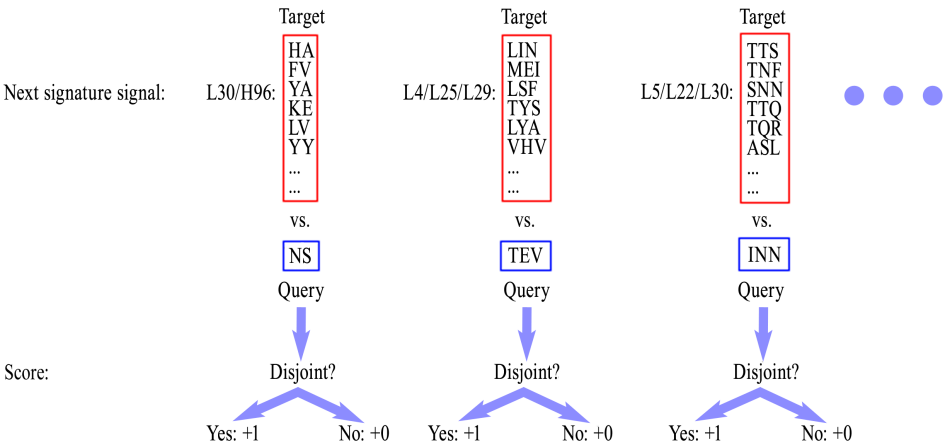 Target Target Target
Next signature signal: L30/H96: L4/L25/L29: L5/L22/L30:
HA
FV
YA
KE
LV
YY
...
...
LIN
MEI
LSF
TYS
LYA
VHV
...
...
TTS
TNF
SNN
TTQ
TQR
ASL
...
...
vs. vs. vs.
NS TEV INN
Query Query Query
Score: Disjoint? Disjoint? Disjoint?
Yes: +1 No: +0 Yes: +1 No: +0 Yes: +1 No: +0